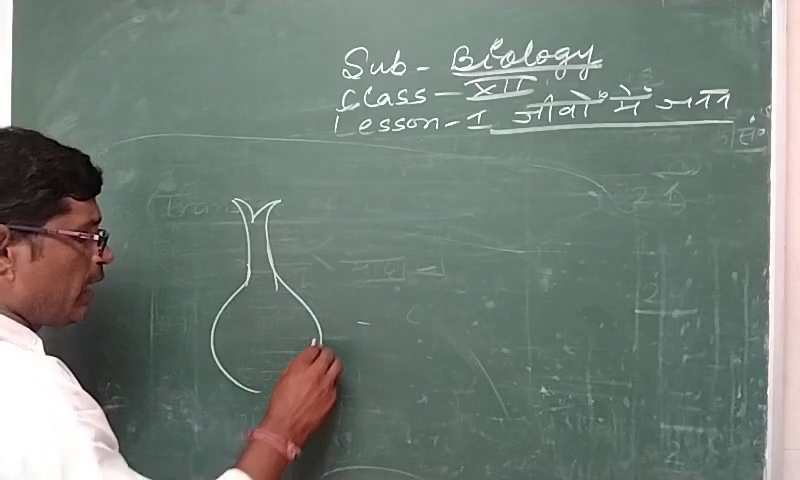 Sub- Biology
Class - XII
Lesson-I जीवों में जनन